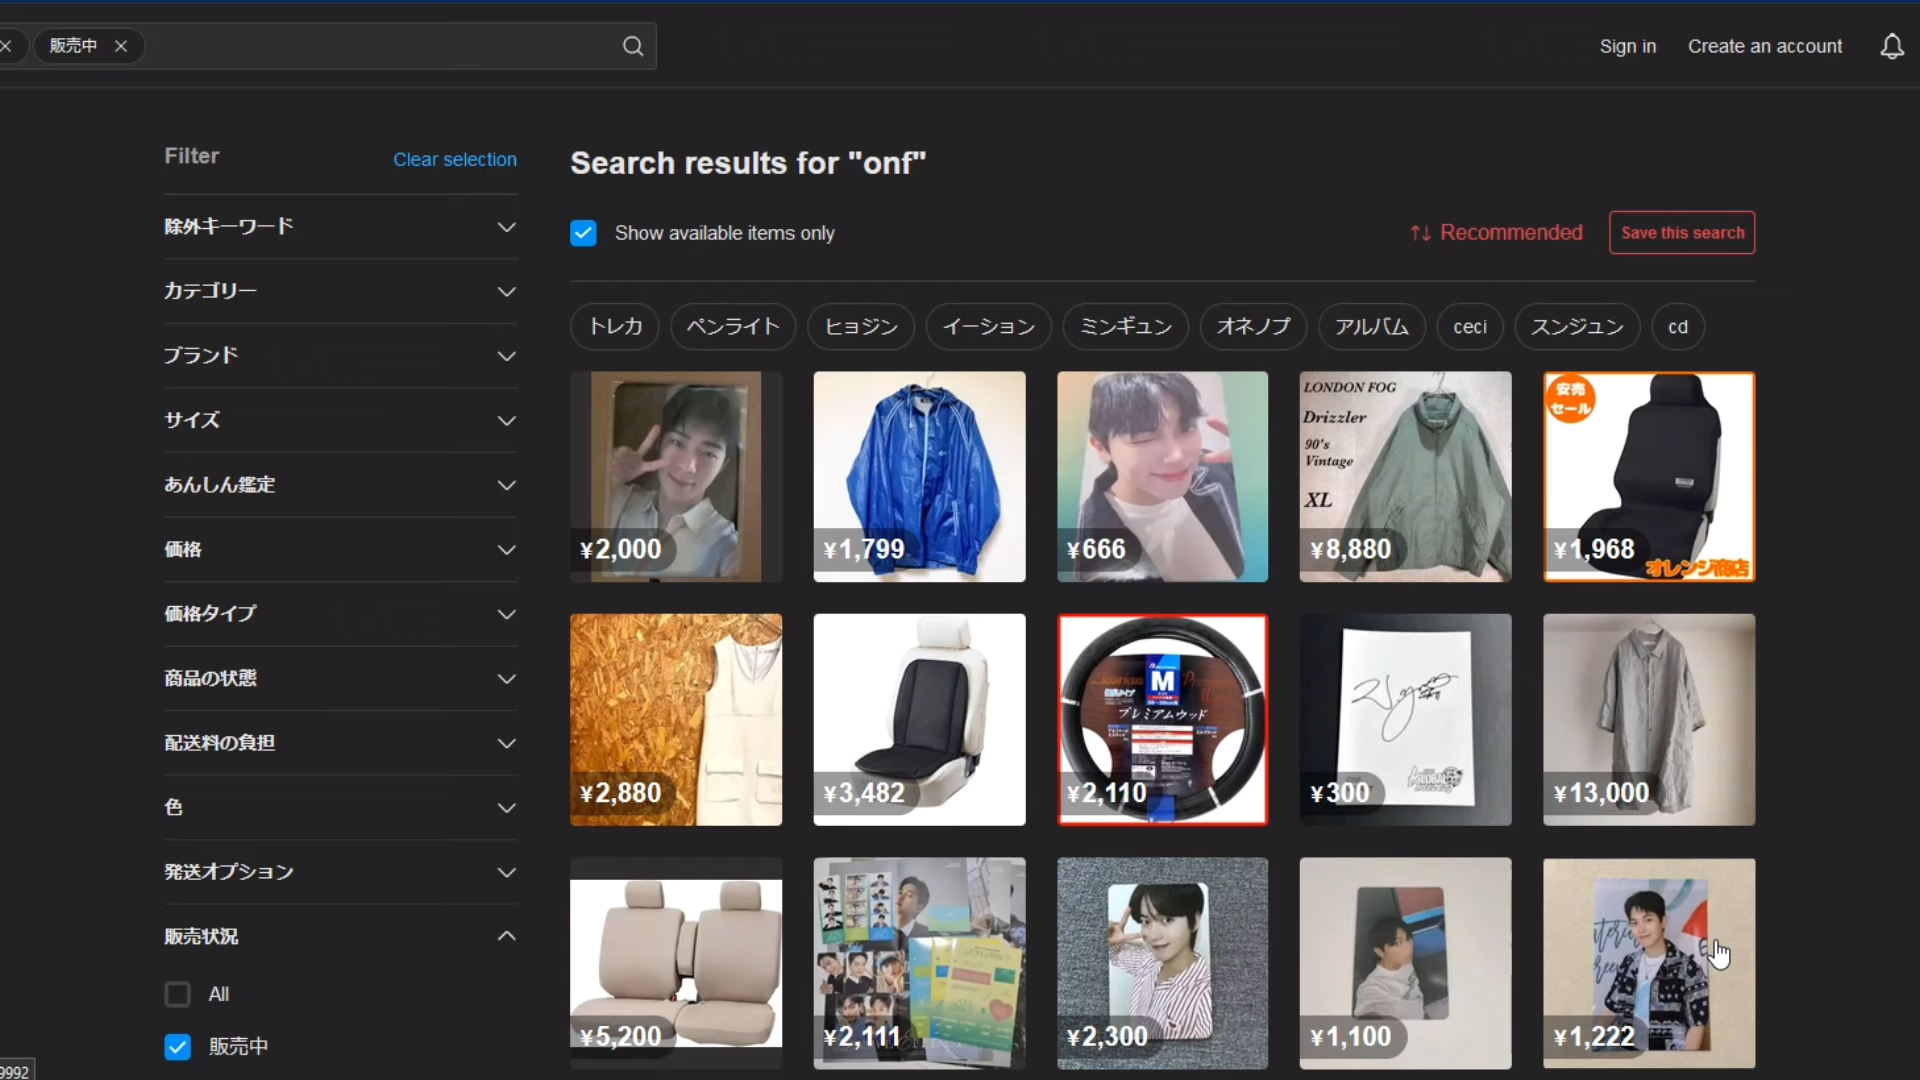 販売中
Sign in
Create an account
Filter
Clear selection
除外キーワード
カテゴリー
ブランド
サイズ
あんしん鑑定
価格
価格タイプ
商品の状態
配送料の負担
色
発送オプション
販売状況
All
販売中
9992
Search results for "onf"
Show available items only
Recommended
Save this search
トレカ
ペンライト
ヒョジン
イーション
ミンギュン
オネノプ
アルバム
ceci
スンジュン
cd
¥2,000
¥1,799
¥666
LONDON FOG
Drizzler
90's
Vintage
XL
¥8,880
安売
セール
¥1,968
オレンジ商店
¥2,880
¥3,482
Luxurious
M
プレミアムウッド
¥2,110
¥300
¥13,000
¥5,200
¥2,111
¥2,300
¥1,100
¥1,222